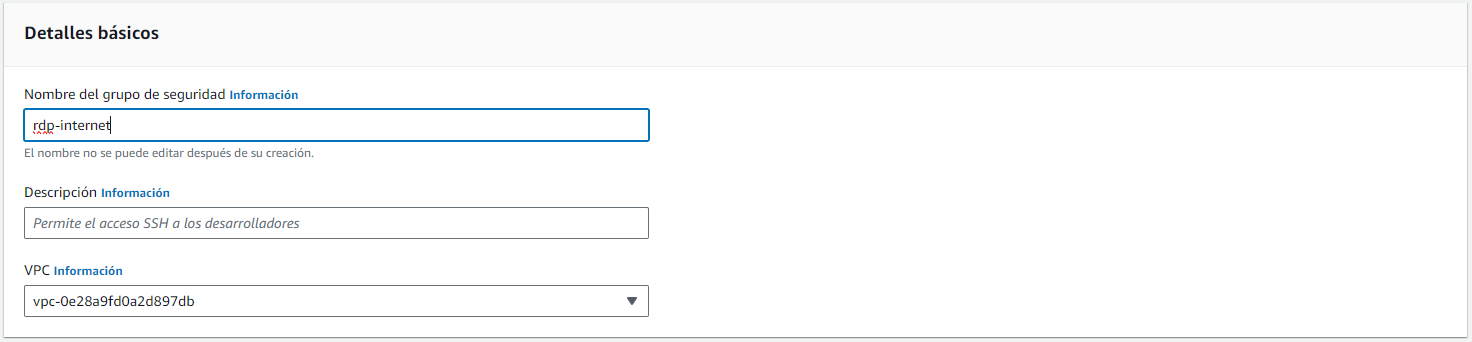 Detalles básicos
Nombre del grupo de seguridad Información
rdp-internet
El nombre no se puede editar después de su creación.
Descripción Información
Permite el acceso SSH a los desarrolladores
VPC Información
vpc-0e28a9fd0a2d897db